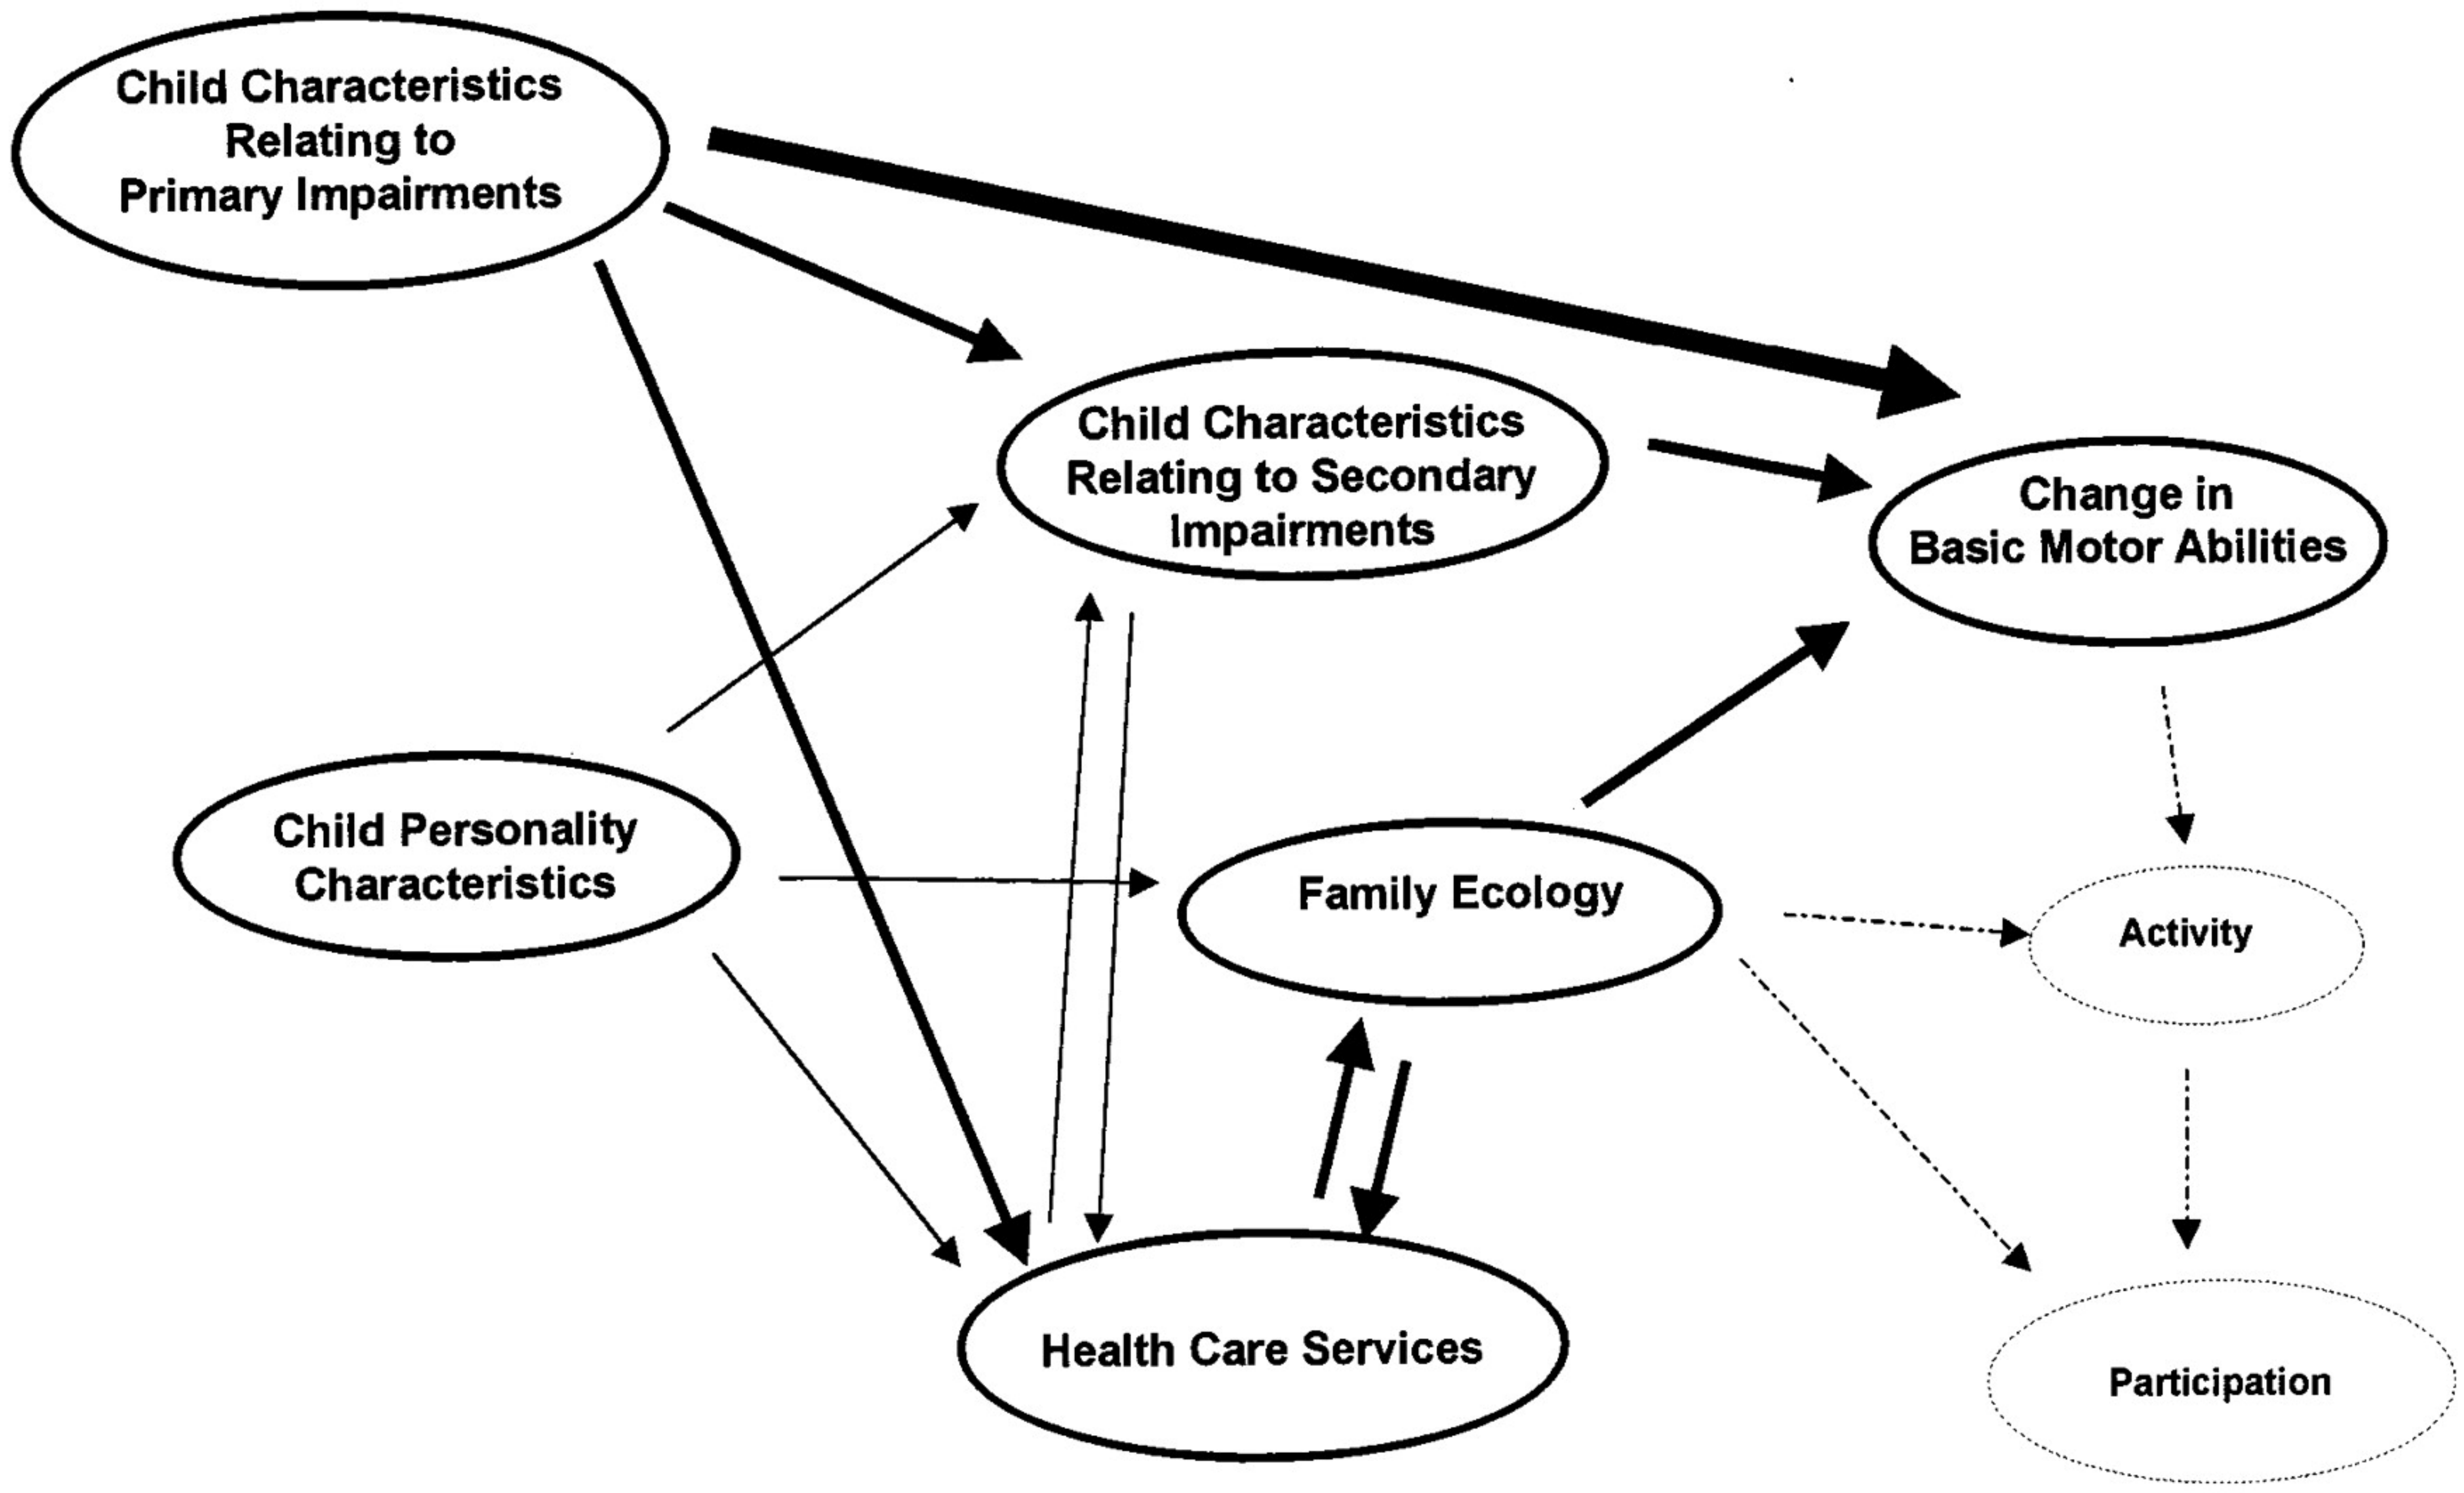 Child Characteristics
Relating to
Primary Impairments
Child Characteristics
Relating to Secondary
Impairments
Change in
Basic Motor Abilities
Child Personality
Characteristics
Family Ecology
Activity
Health Care Services
Participation